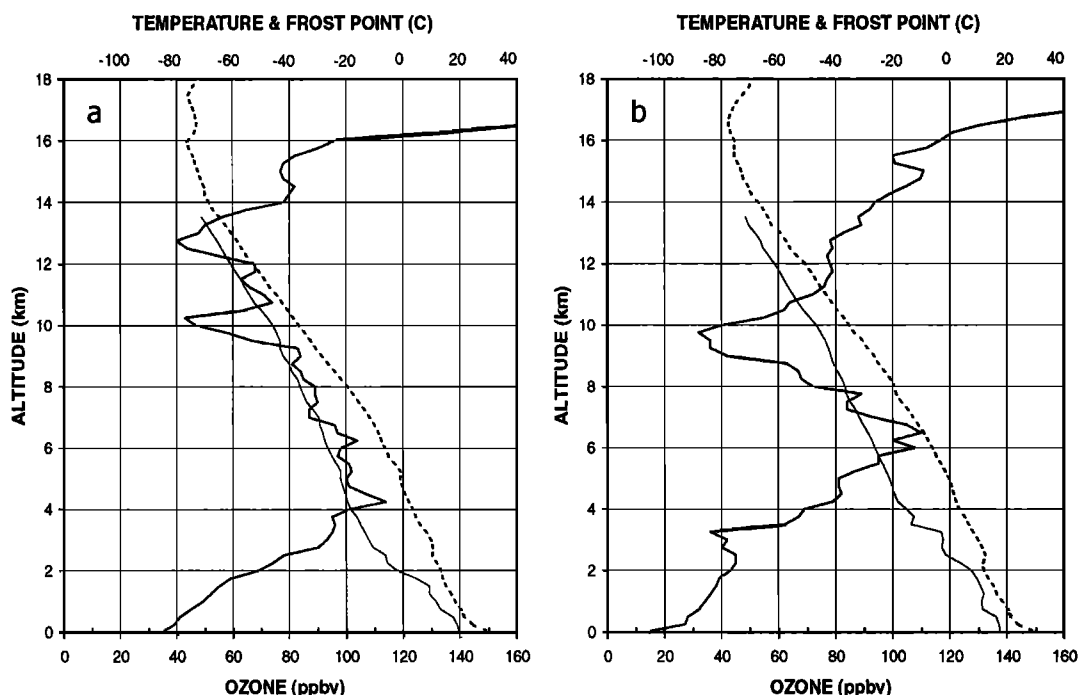 TEMPERATURE & FROST POINT (C)
-100 -80 -60 -40 -20 0 20 40
18
16
14
12
10
8
6
4
2
0
ALTITUDE (km)
a
0 20 40 60 80 100 120 140 160
OZONE (ppbv)
TEMPERATURE & FROST POINT (C)
-100 -80 -60 -40 -20 0 20 40
18
16
14
12
10
8
6
4
2
0
ALTITUDE (km)
b
0 20 40 60 80 100 120 140 160
OZONE (ppbv)